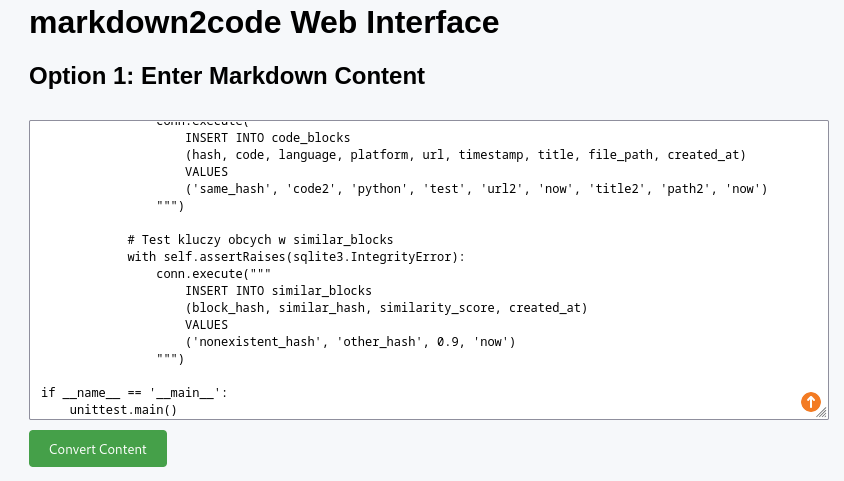 markdown2code Web Interface
Option 1: Enter Markdown Content
conn.execute(
INSERT INTO code_blocks
(hash, code, language, platform, url, timestamp, title, file_path, created_at)
VALUES
('same_hash', 'code2', 'python', 'test', 'url2', 'now', 'title2', 'path2', 'now')
""")
# Test kluczy obcych w similar_blocks
with self.assertRaises(sqlite3.IntegrityError):
conn.execute("""
INSERT INTO similar_blocks
(block_hash, similar_hash, similarity_score, created_at)
VALUES
('nonexistent_hash', 'other_hash', 0.9, 'now')
""")
if __name__ == '__main__':
unittest.main()
Convert Content